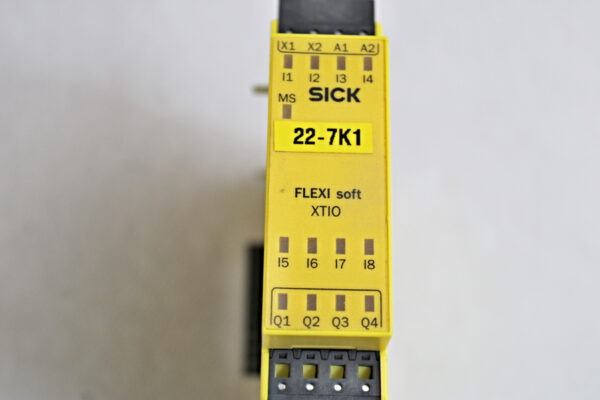 X1 X2 A1 A2
I1 I2 I3 I4
MS SICK
22-7K1
FLEXI soft
XTIO
I5 I6 I7 I8
Q1 Q2 Q3 Q4